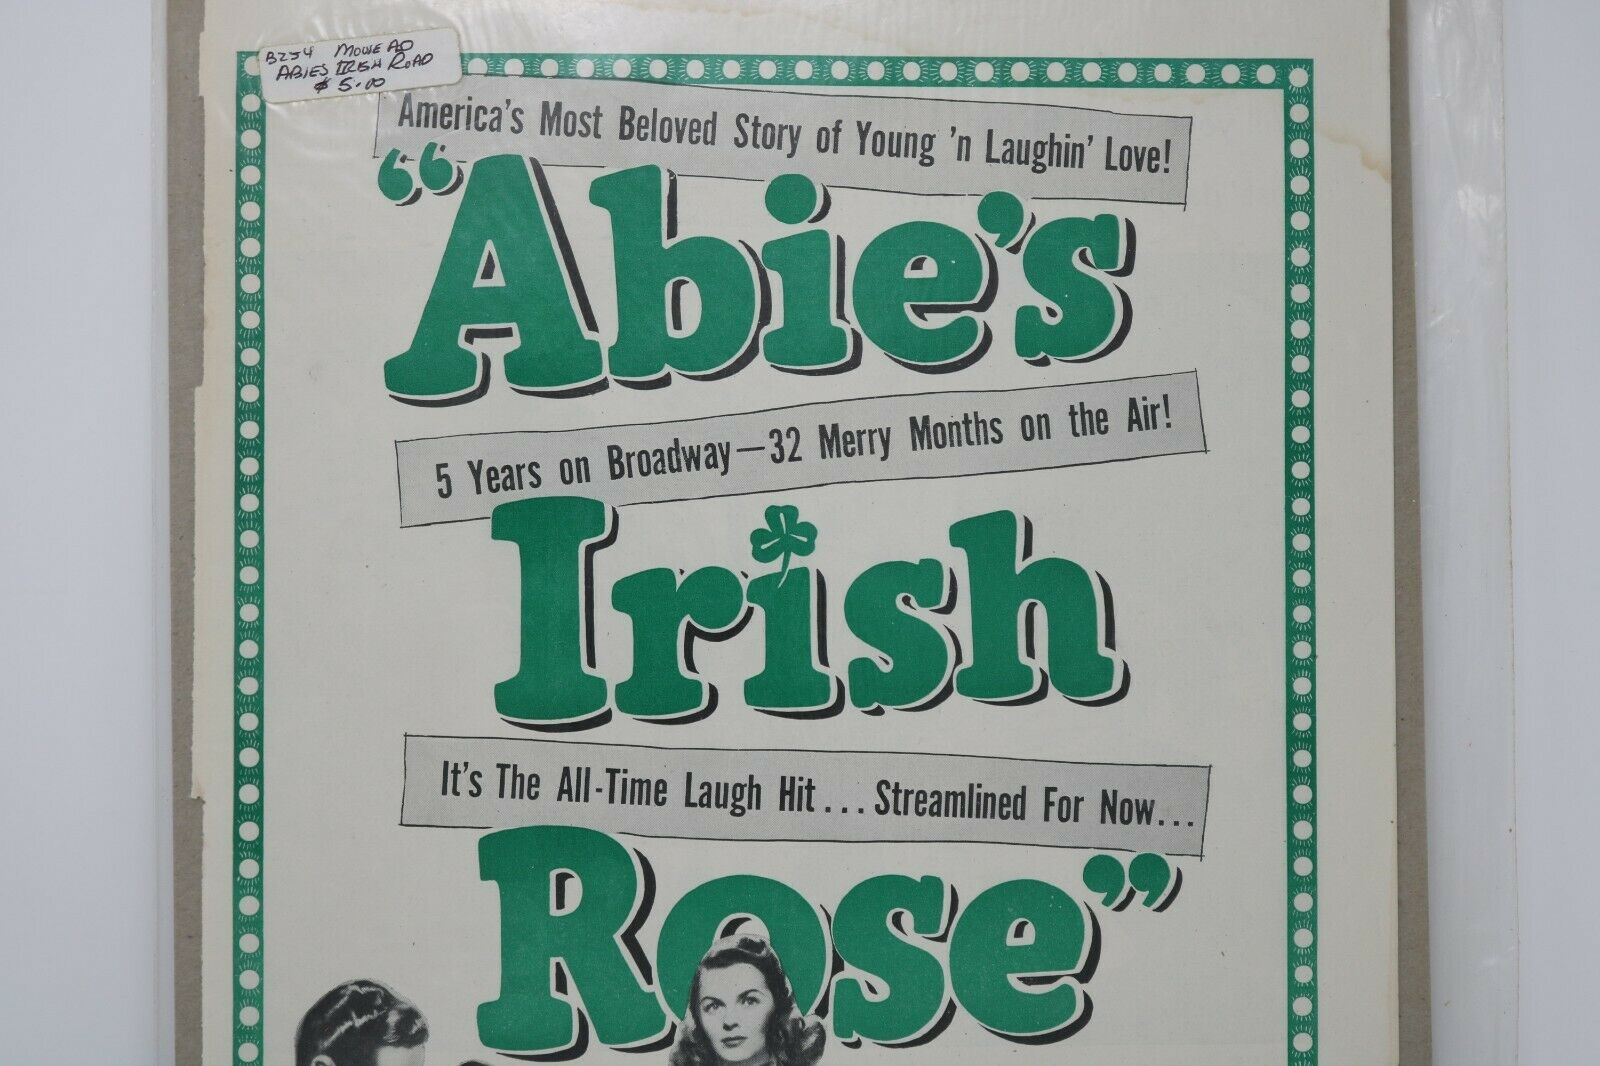 B254 MOVIE AD
ABIES IRISH ROAD
$ 5.00
America's Most Beloved Story of Young 'n Laughin' Love!
"Abie's
5 Years on Broadway—32 Merry Months on the Air!
Irish
It's The All-Time Laugh Hit... Streamlined For Now...
Rose"